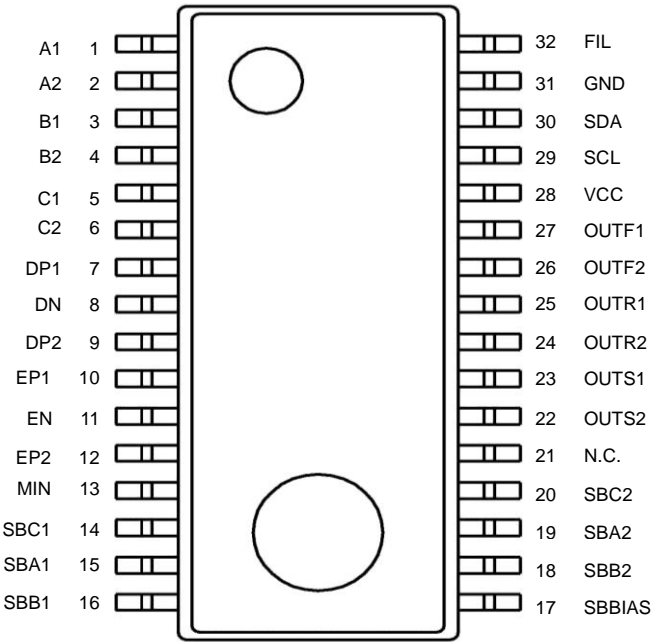 A1 1 32 FIL
A2 2 31 GND
B1 3 30 SDA
B2 4 29 SCL
C1 5 28 VCC
C2 6 27 OUTF1
DP1 7 26 OUTF2
DN 8 25 OUTR1
DP2 9 24 OUTR2
EP1 10 23 OUTS1
EN 11 22 OUTS2
EP2 12 21 N.C.
MIN 13 20 SBC2
SBC1 14 19 SBA2
SBA1 15 18 SBB2
SBB1 16 17 SBBIAS